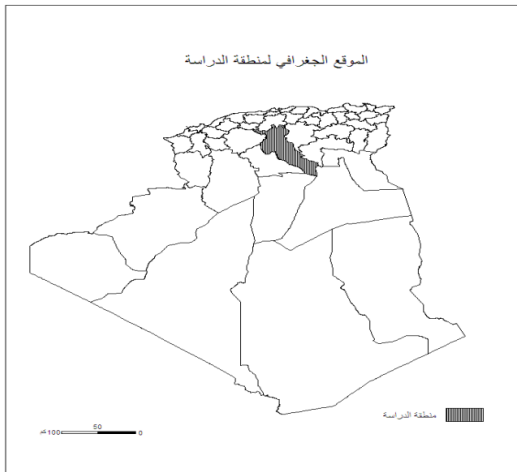 الموقع الجغرافي لمنطقة الدراسة
منطقة الدراسة
50
100كم 0